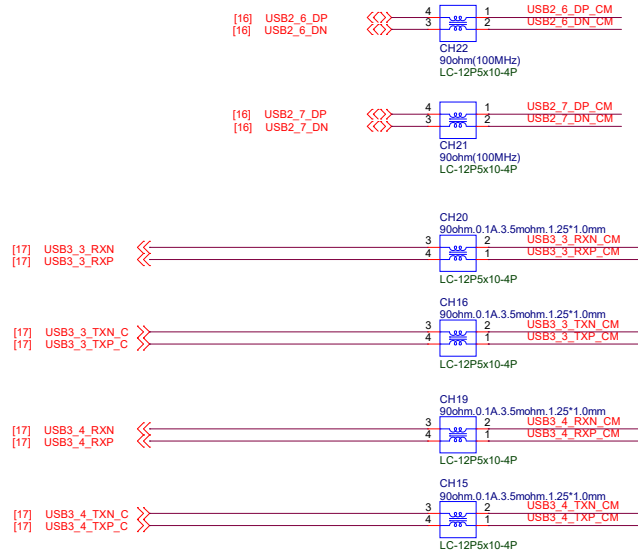 [16] USB2_6_DP 4 1 USB2_6_DP_CM
[16] USB2_6_DN 3 2 USB2_6_DN_CM
CH22
90ohm(100MHz)
LC-12P5x10-4P
[16] USB2_7_DP 4 1 USB2_7_DP_CM
[16] USB2_7_DN 3 2 USB2_7_DN_CM
CH21
90ohm(100MHz)
LC-12P5x10-4P
CH20
90ohm.0.1A.3.5mohm.1.25*1.0mm
[17] USB3_3_RXN 3 2 USB3_3_RXN_CM
[17] USB3_3_RXP 4 1 USB3_3_RXP_CM
LC-12P5x10-4P
CH16
90ohm.0.1A.3.5mohm.1.25*1.0mm
[17] USB3_3_TXN_C 3 2 USB3_3_TXN_CM
[17] USB3_3_TXP_C 4 1 USB3_3_TXP_CM
LC-12P5x10-4P
CH19
90ohm.0.1A.3.5mohm.1.25*1.0mm
[17] USB3_4_RXN 3 2 USB3_4_RXN_CM
[17] USB3_4_RXP 4 1 USB3_4_RXP_CM
LC-12P5x10-4P
CH15
90ohm.0.1A.3.5mohm.1.25*1.0mm
[17] USB3_4_TXN_C 3 2 USB3_4_TXN_CM
[17] USB3_4_TXP_C 4 1 USB3_4_TXP_CM
LC-12P5x10-4P